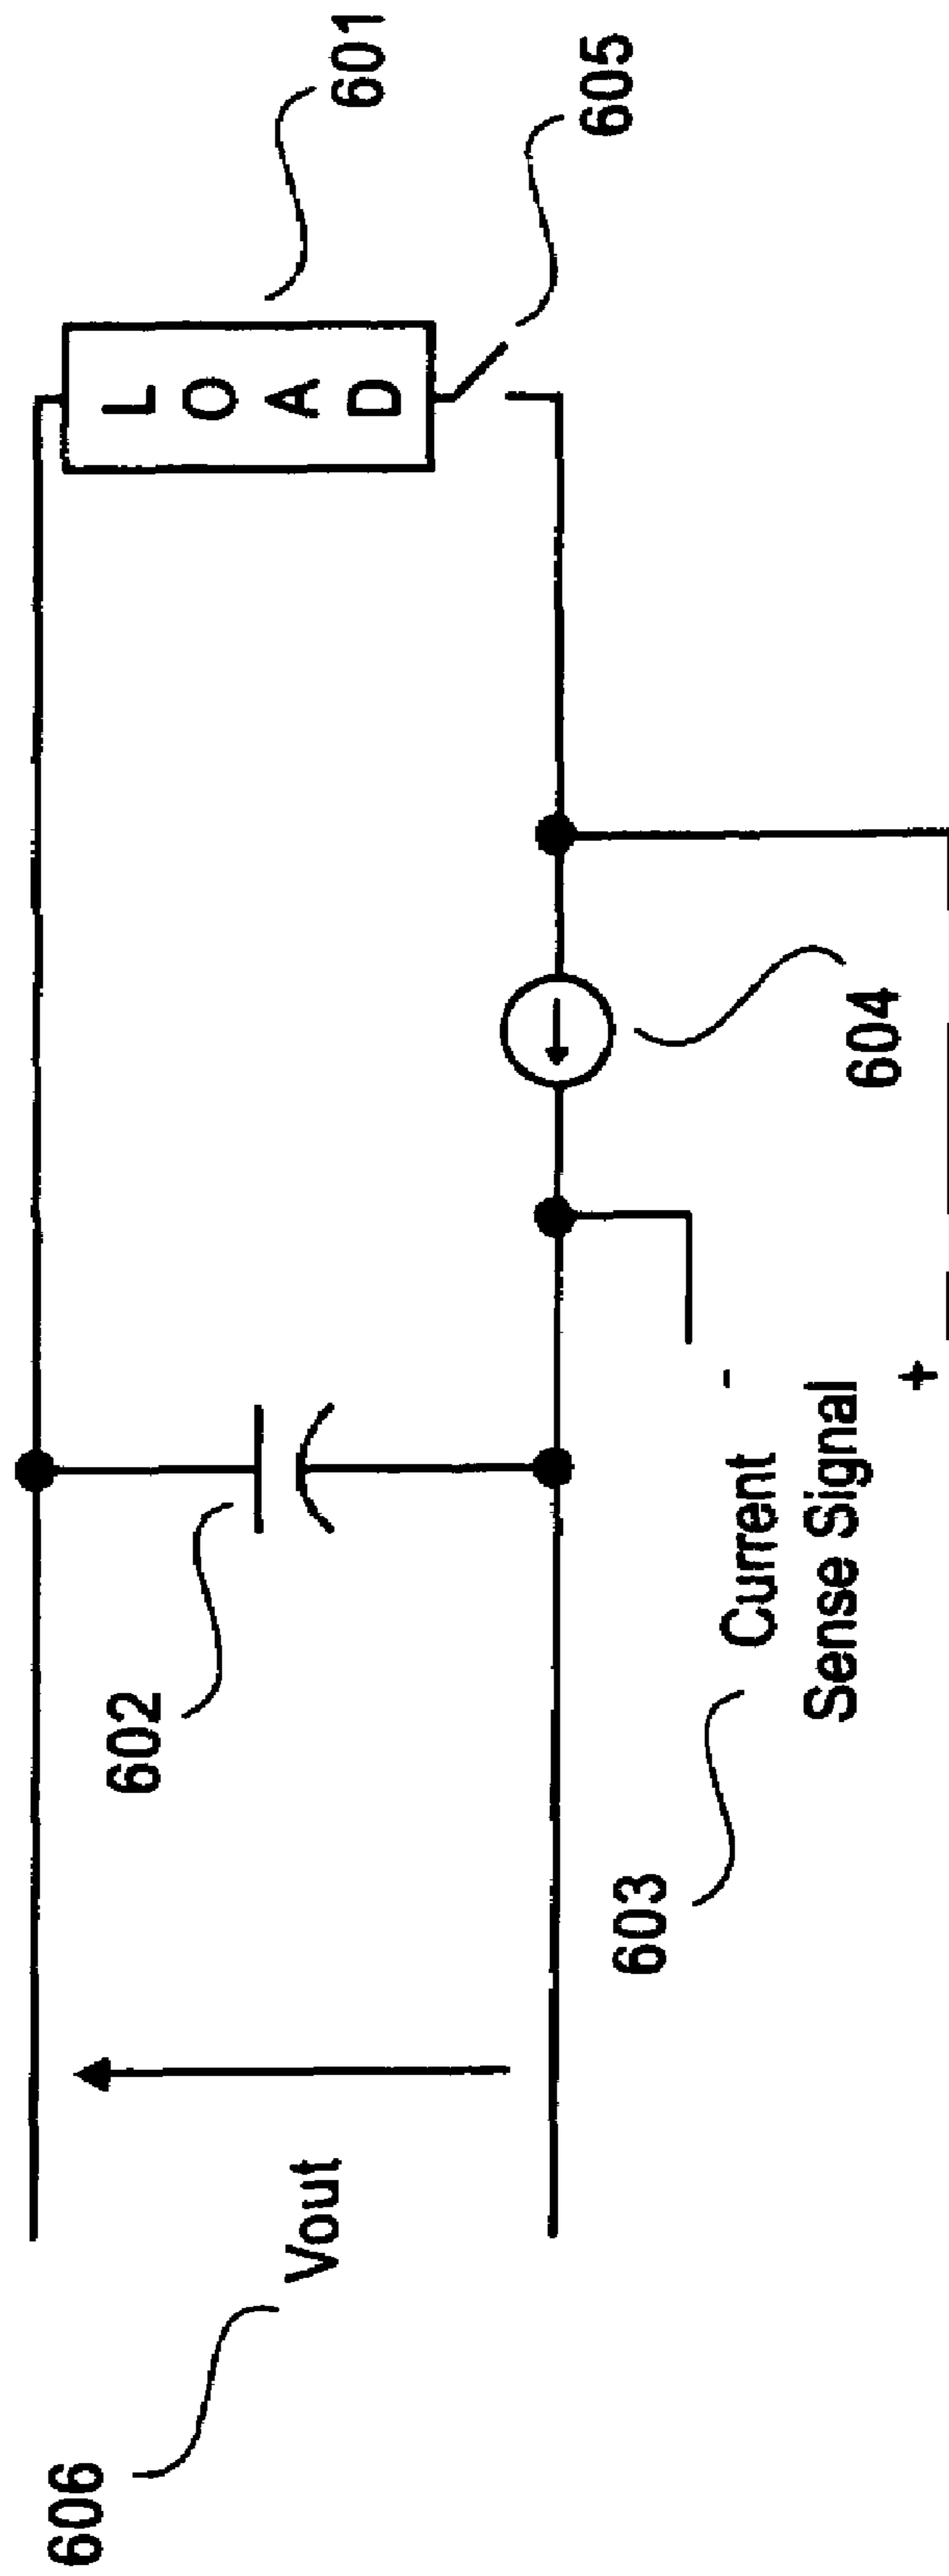 606
602
Vout
L
O
A
D
601
605
603
-
Current
Sense Signal
604
+